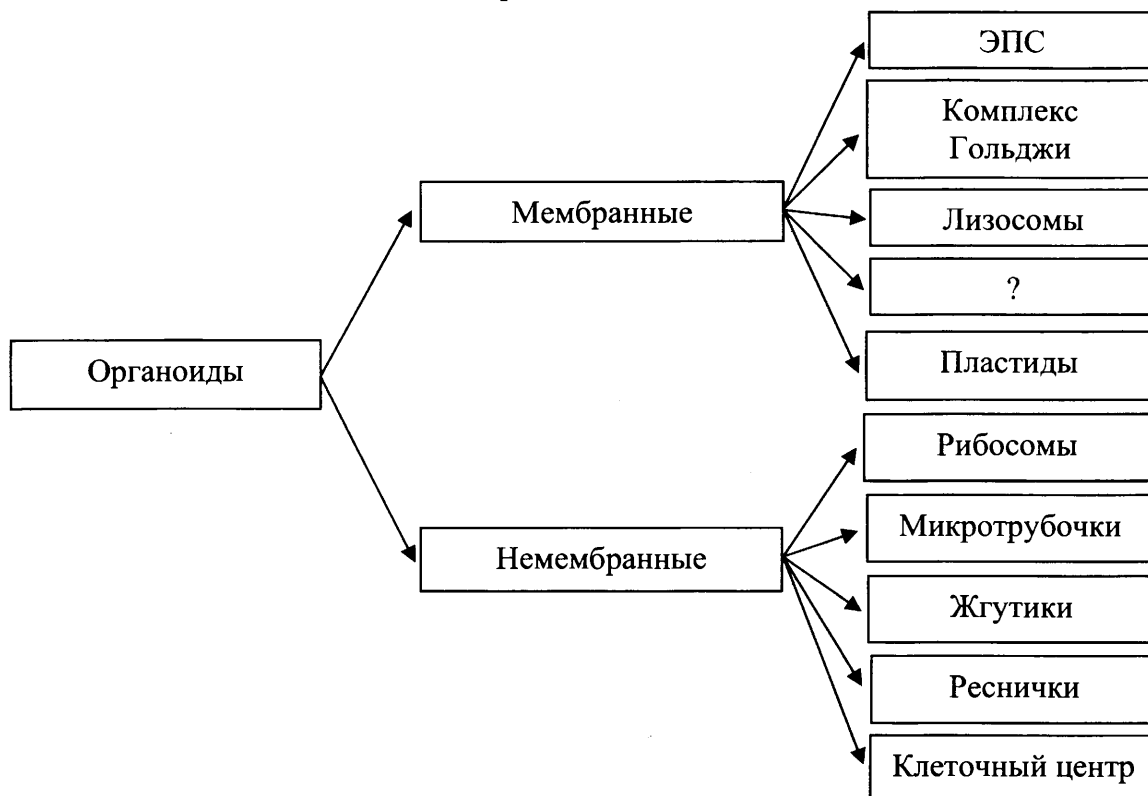 ЭПС
Комплекс
Гольджи
Мембранные
Лизосомы
?
Органоиды
Пластиды
Рибосомы
Микротрубочки
Немембранные
Жгутики
Реснички
Клеточный центр